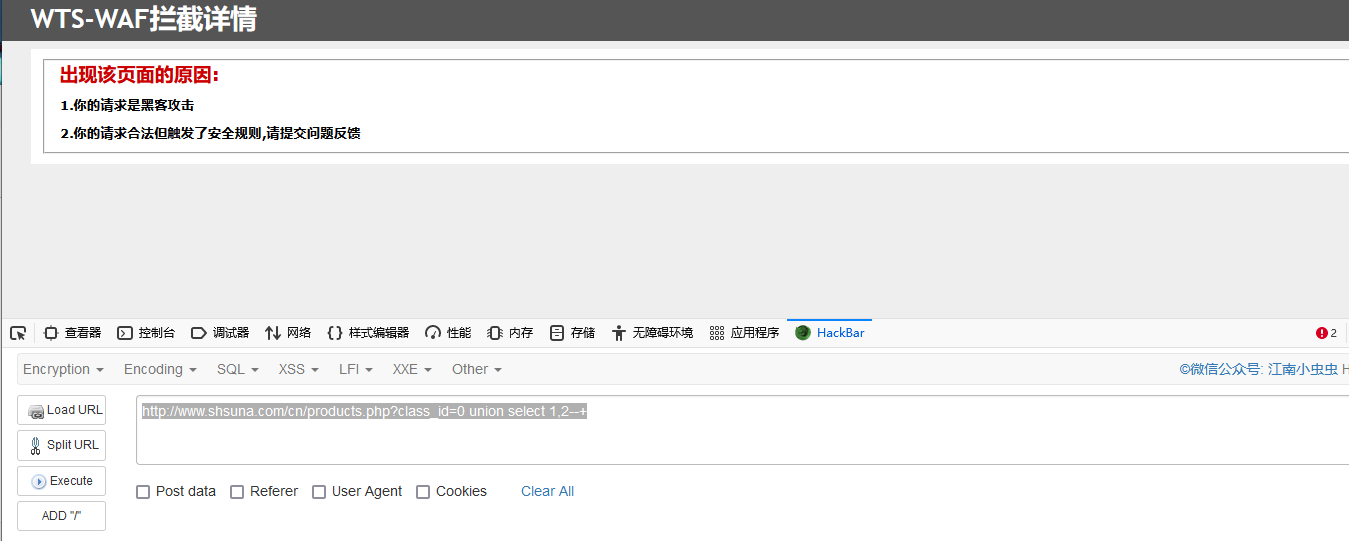 WTS-WAF拦截详情
出现该页面的原因:
1.你的请求是黑客攻击
2.你的请求合法但触发了安全规则,请提交问题反馈
查看器 控制台 调试器 网络 样式编辑器 性能 内存 存储 无障碍环境 应用程序 HackBar 2
Encryption Encoding SQL XSS LFI XXE Other ©微信公众号: 江南小虫虫 H
Load URL http://www.shsuna.com/cn/products.php?class_id=0 union select 1,2--+
Split URL
Execute
Post data Referer User Agent Cookies Clear All
ADD "/"